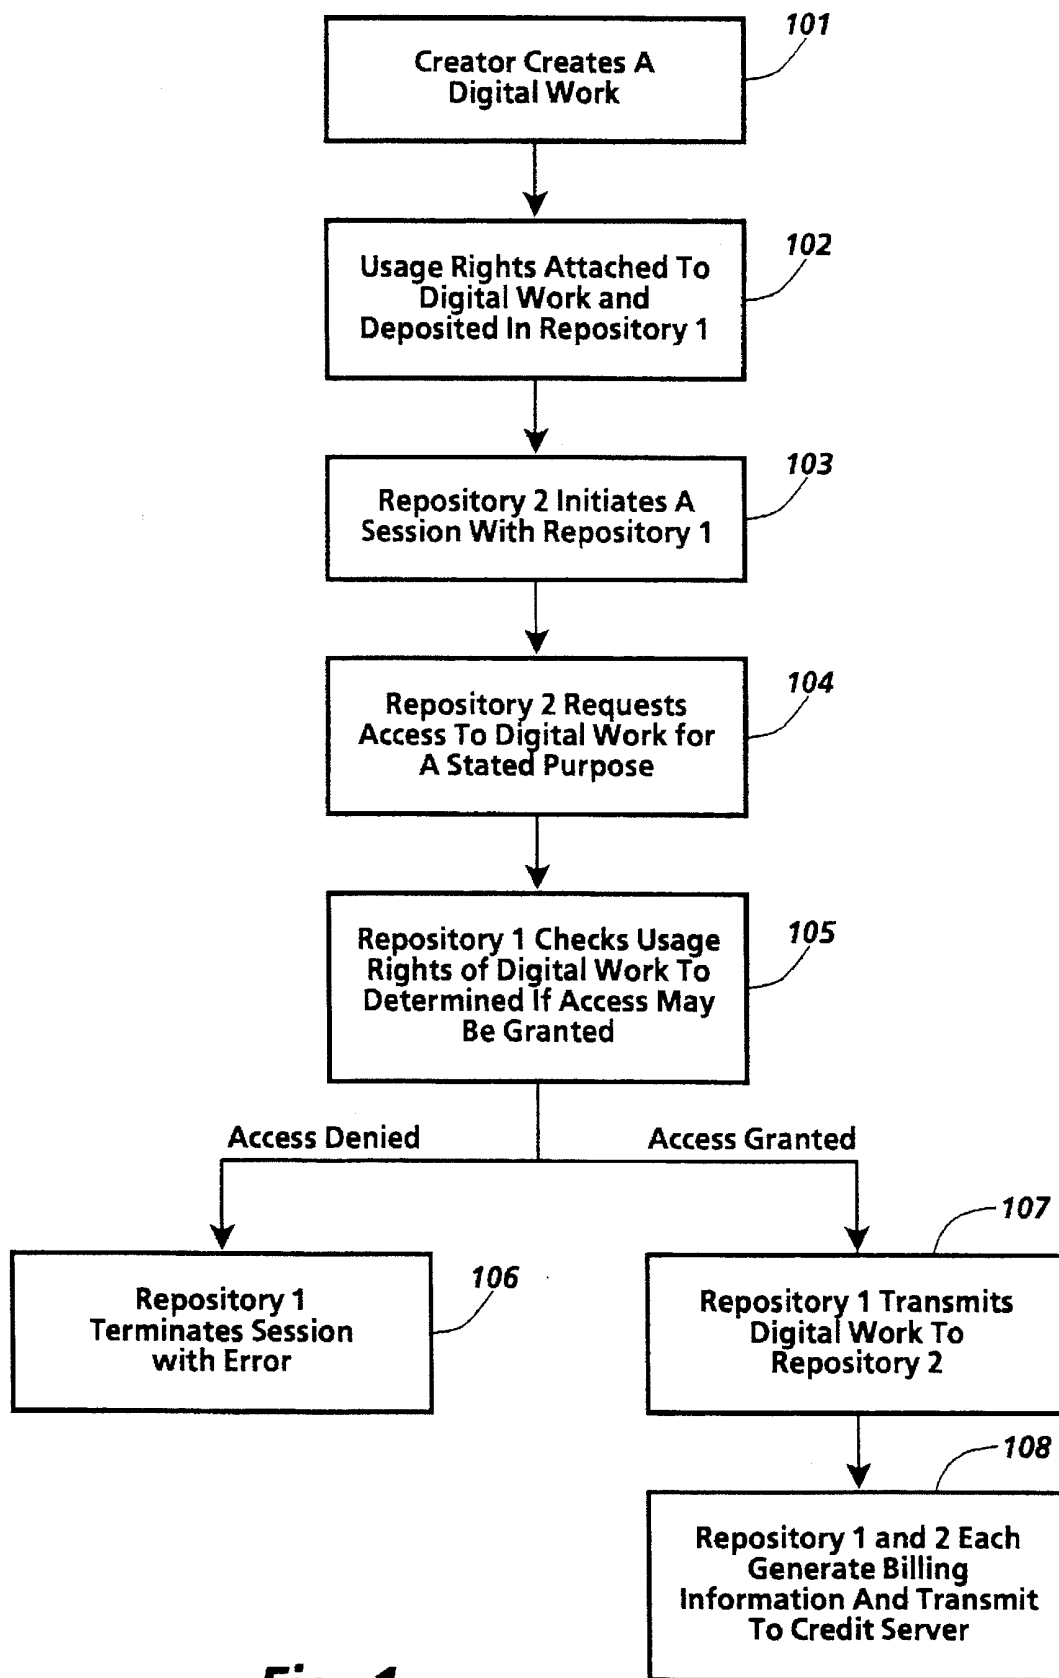 101
Creator Creates A
Digital Work
102
Usage Rights Attached To
Digital Work and
Deposited In Repository 1
103
Repository 2 Initiates A
Session With Repository 1
104
Repository 2 Requests
Access To Digital Work for
A Stated Purpose
105
Repository 1 Checks Usage
Rights of Digital Work To
Determined If Access May
Be Granted
Access Denied
Access Granted
106
Repository 1
Terminates Session
with Error
107
Repository 1 Transmits
Digital Work To
Repository 2
108
Repository 1 and 2 Each
Generate Billing
Information And Transmit
To Credit Server
Fig. 1